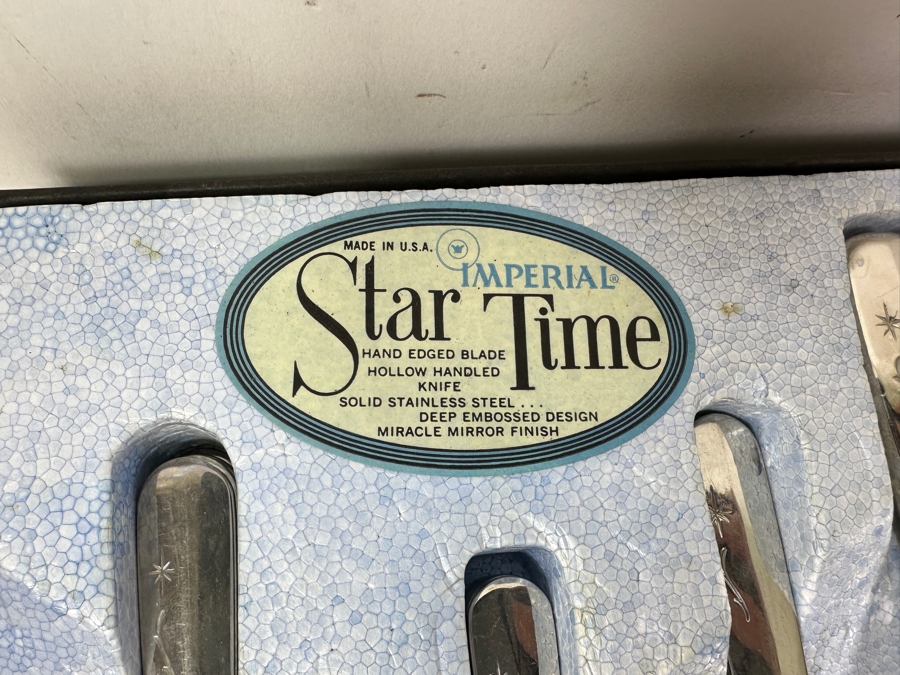 MADE IN U.S.A.
IMPERIAL®
Star Time
HAND EDGED BLADE
HOLLOW HANDLED
KNIFE
SOLID STAINLESS STEEL...
DEEP EMBOSSED DESIGN
MIRACLE MIRROR FINISH